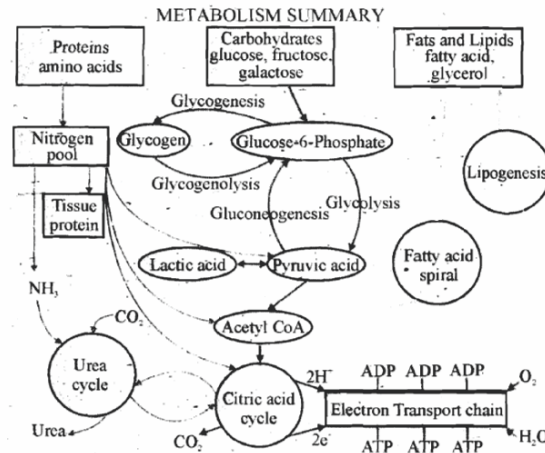 METABOLISM SUMMARY
Proteins
amino acids
Carbohydrates
glucose, fructose,
galactose
Fats and Lipids
fatty acid,
glycerol
Glycogenesis
Nitrogen
pool
Glycogen
Glucose-6-Phosphate
Lipogenesis
Glycogenolysis
Tissue
protein
Gluconeogenesis
Glycolysis
Lactic acid
Pyruvic acid
Fatty acid
spiral
NH₃
CO₂
Acetyl CoA
Urea
cycle
Citric acid
cycle
2H⁻
ADP ADP ADP
O₂
Electron Transport chain
Urea
CO₂
2e⁻
ATP ATP ATP
H₂O